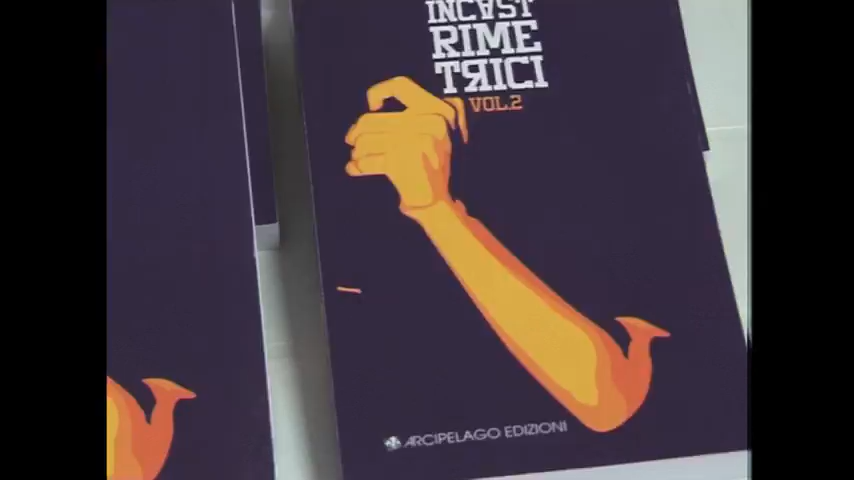 INCAST
RIME
TRICI
VOL.2
ARCIPELAGO EDIZIONI